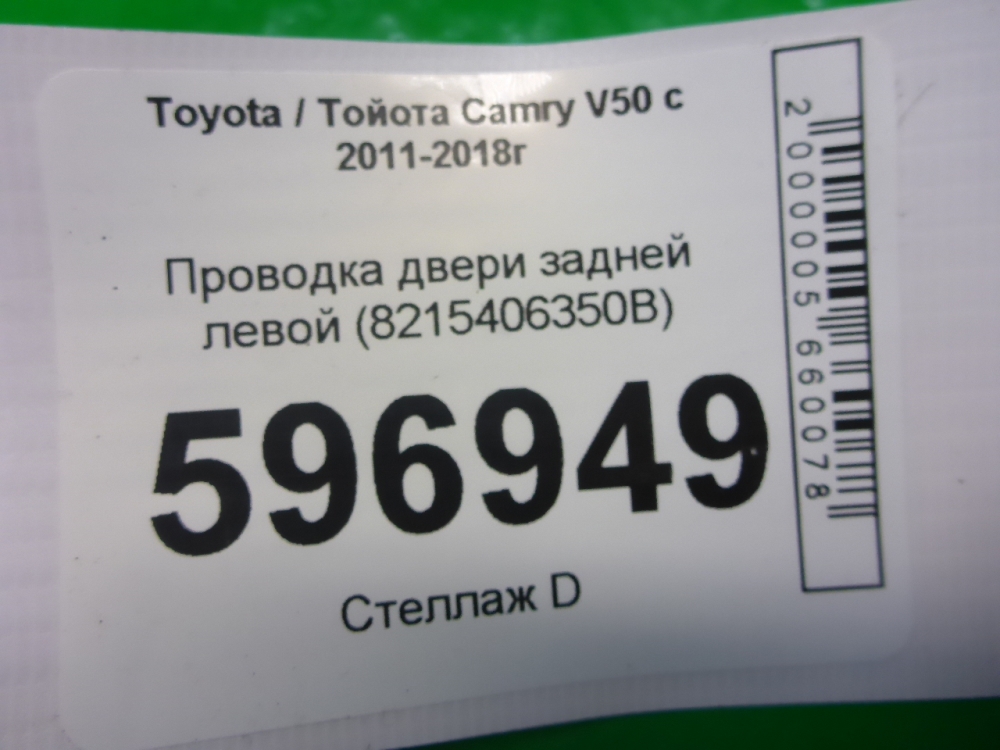 Toyota / Тойота Camry V50 с
2011-2018г
Проводка двери задней
левой (8215406350B)
596949
Стеллаж D
2000005660078